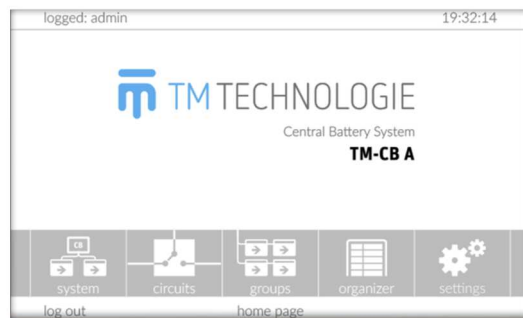 logged: admin 19:32:14
TM TECHNOLOGIE
Central Battery System
TM-CB A
CB
system circuits groups organizer settings
log out home page